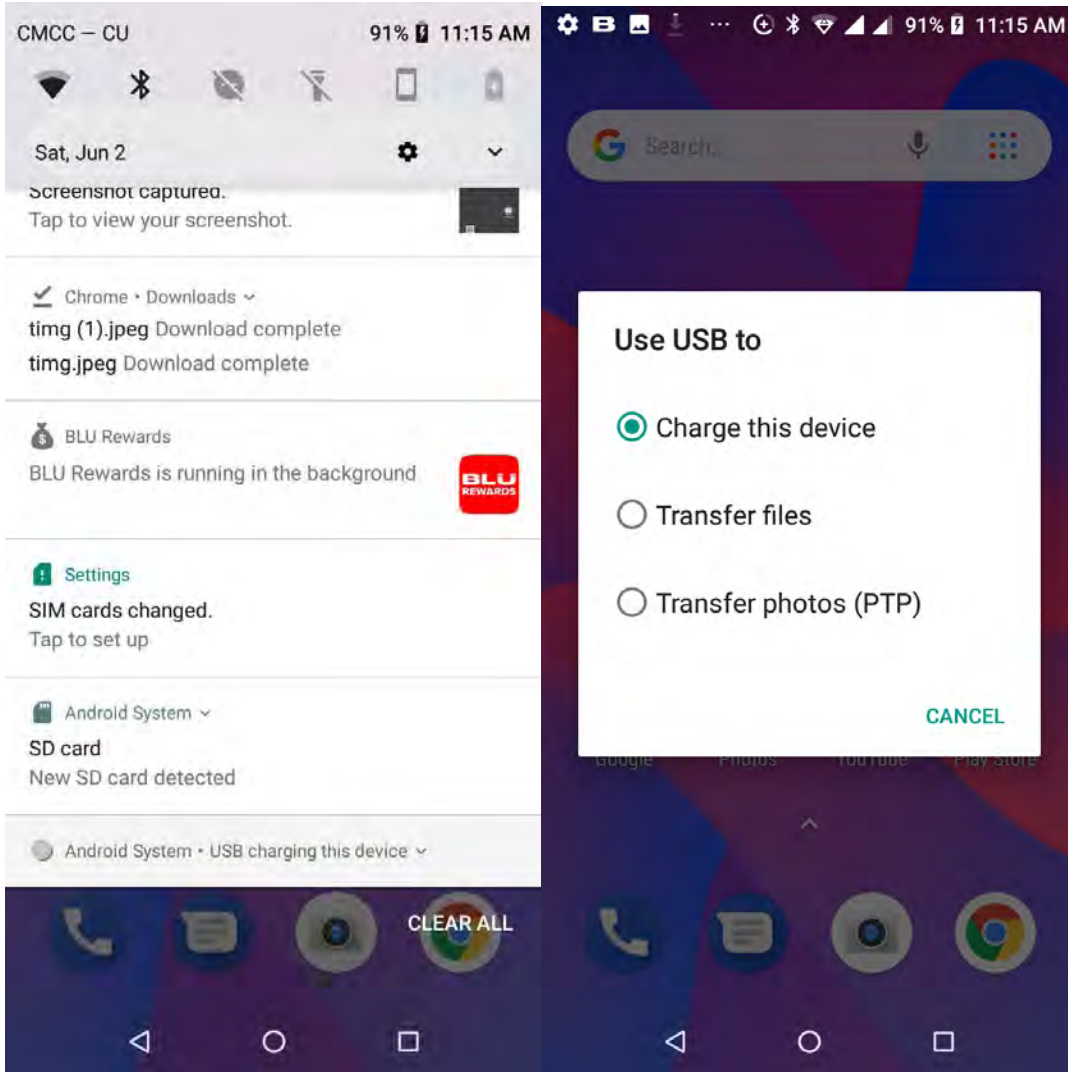 CMCC — CU 91% 11:15 AM
Sat, Jun 2
Screenshot captured.
Tap to view your screenshot.
Chrome • Downloads
timg (1).jpeg Download complete
timg.jpeg Download complete
BLU Rewards
BLU Rewards is running in the background
BLU
REWARDS
Settings
SIM cards changed.
Tap to set up
Android System
SD card
New SD card detected
Android System • USB charging this device
CLEAR ALL
B ... 91% 11:15 AM
G Search...
Use USB to
Charge this device
Transfer files
Transfer photos (PTP)
CANCEL
Google Photos YouTube Play Store